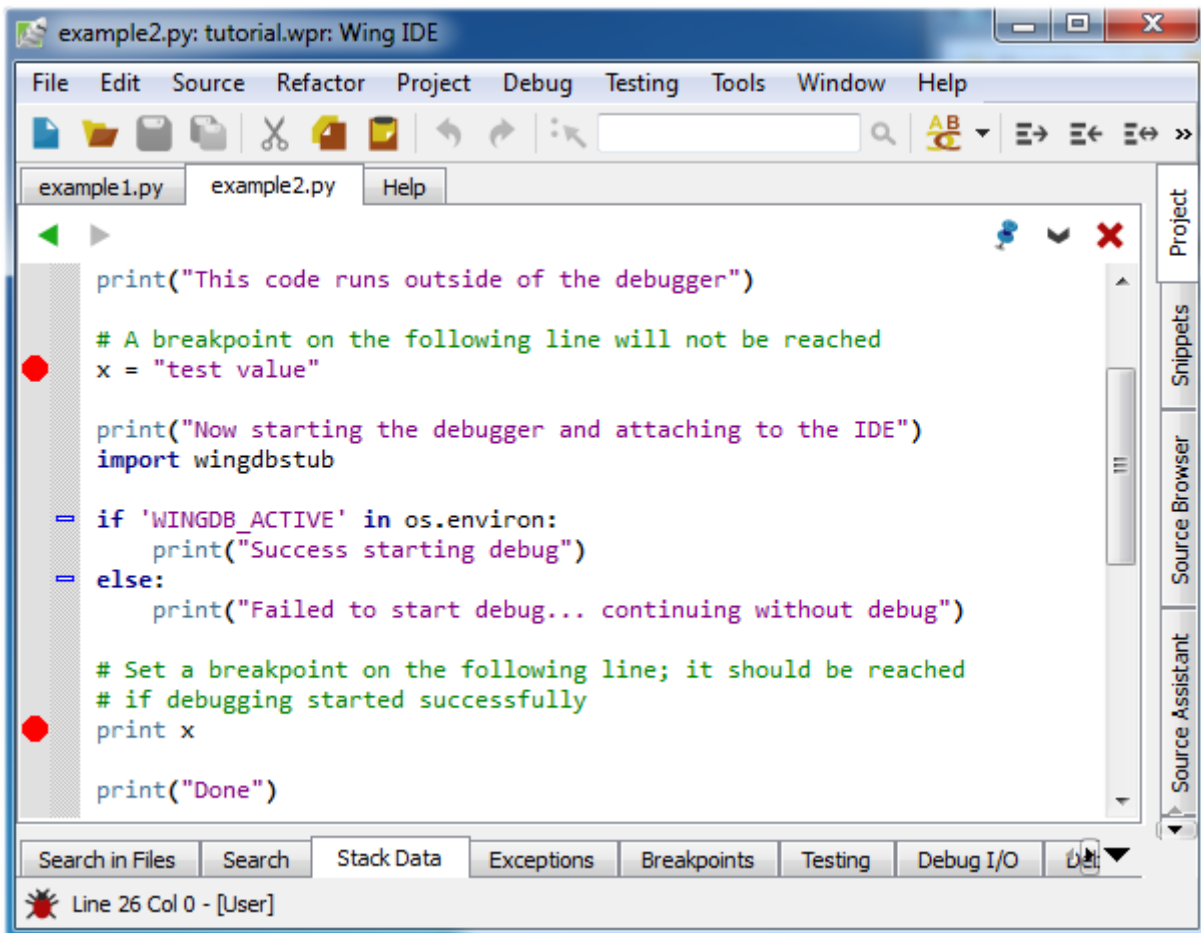 example2.py: tutorial.wpr: Wing IDE
File Edit Source Refactor Project Debug Testing Tools Window Help
example1.py example2.py Help
print("This code runs outside of the debugger")
# A breakpoint on the following line will not be reached
x = "test value"
print("Now starting the debugger and attaching to the IDE")
import wingdbstub
if 'WINGDB_ACTIVE' in os.environ:
    print("Success starting debug")
else:
    print("Failed to start debug... continuing without debug")
# Set a breakpoint on the following line; it should be reached
# if debugging started successfully
print x
print("Done")
Project
Snippets
Source Browser
Source Assistant
Search in Files Search Stack Data Exceptions Breakpoints Testing Debug I/O
Line 26 Col 0 - [User]